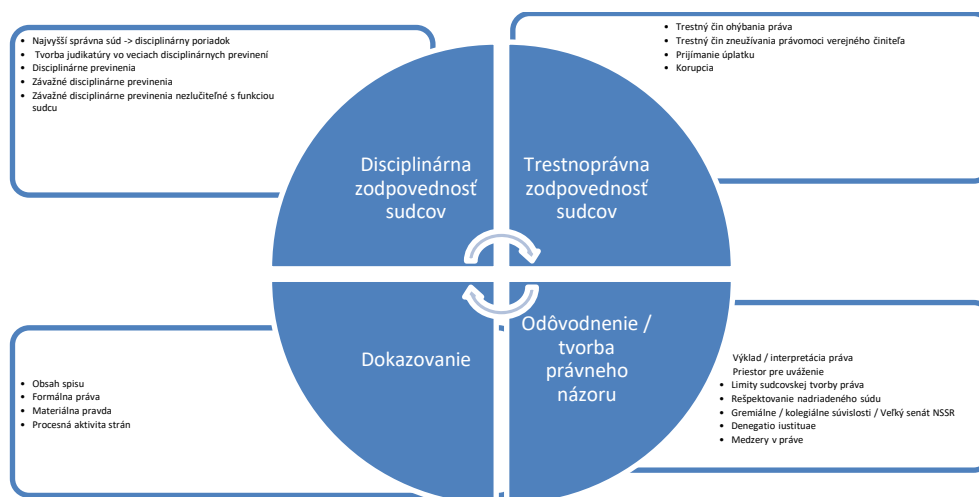 • Najvyšší správna súd -> disciplinárny poriadok
• Tvorba judikatúry vo veciach disciplinárnych previnení
• Disciplinárne previnenia
• Závažné disciplinárne previnenia
• Závažné disciplinárne previnenia nezlučiteľné s funkciou
sudcu
• Trestný čin ohýbania práva
• Trestný čin zneužívania právomoci verejného činiteľa
• Prijímanie úplatku
• Korupcia
Disciplinárna
zodpovednosť
sudcov
Trestnoprávna
zodpovednosť
sudcov
Dokazovanie
Odôvodnenie /
tvorba
právneho
názoru
• Obsah spisu
• Formálna práva
• Materiálna pravda
• Procesná aktivita strán
Výklad / interpretácia práva
Priestor pre uváženie
• Limity sudcovskej tvorby práva
• Rešpektovanie nadriadeného súdu
• Gremiálne / kolegiálne súvislosti / Veľký senát NSSR
• Denegatio iustituae
• Medzery v práve